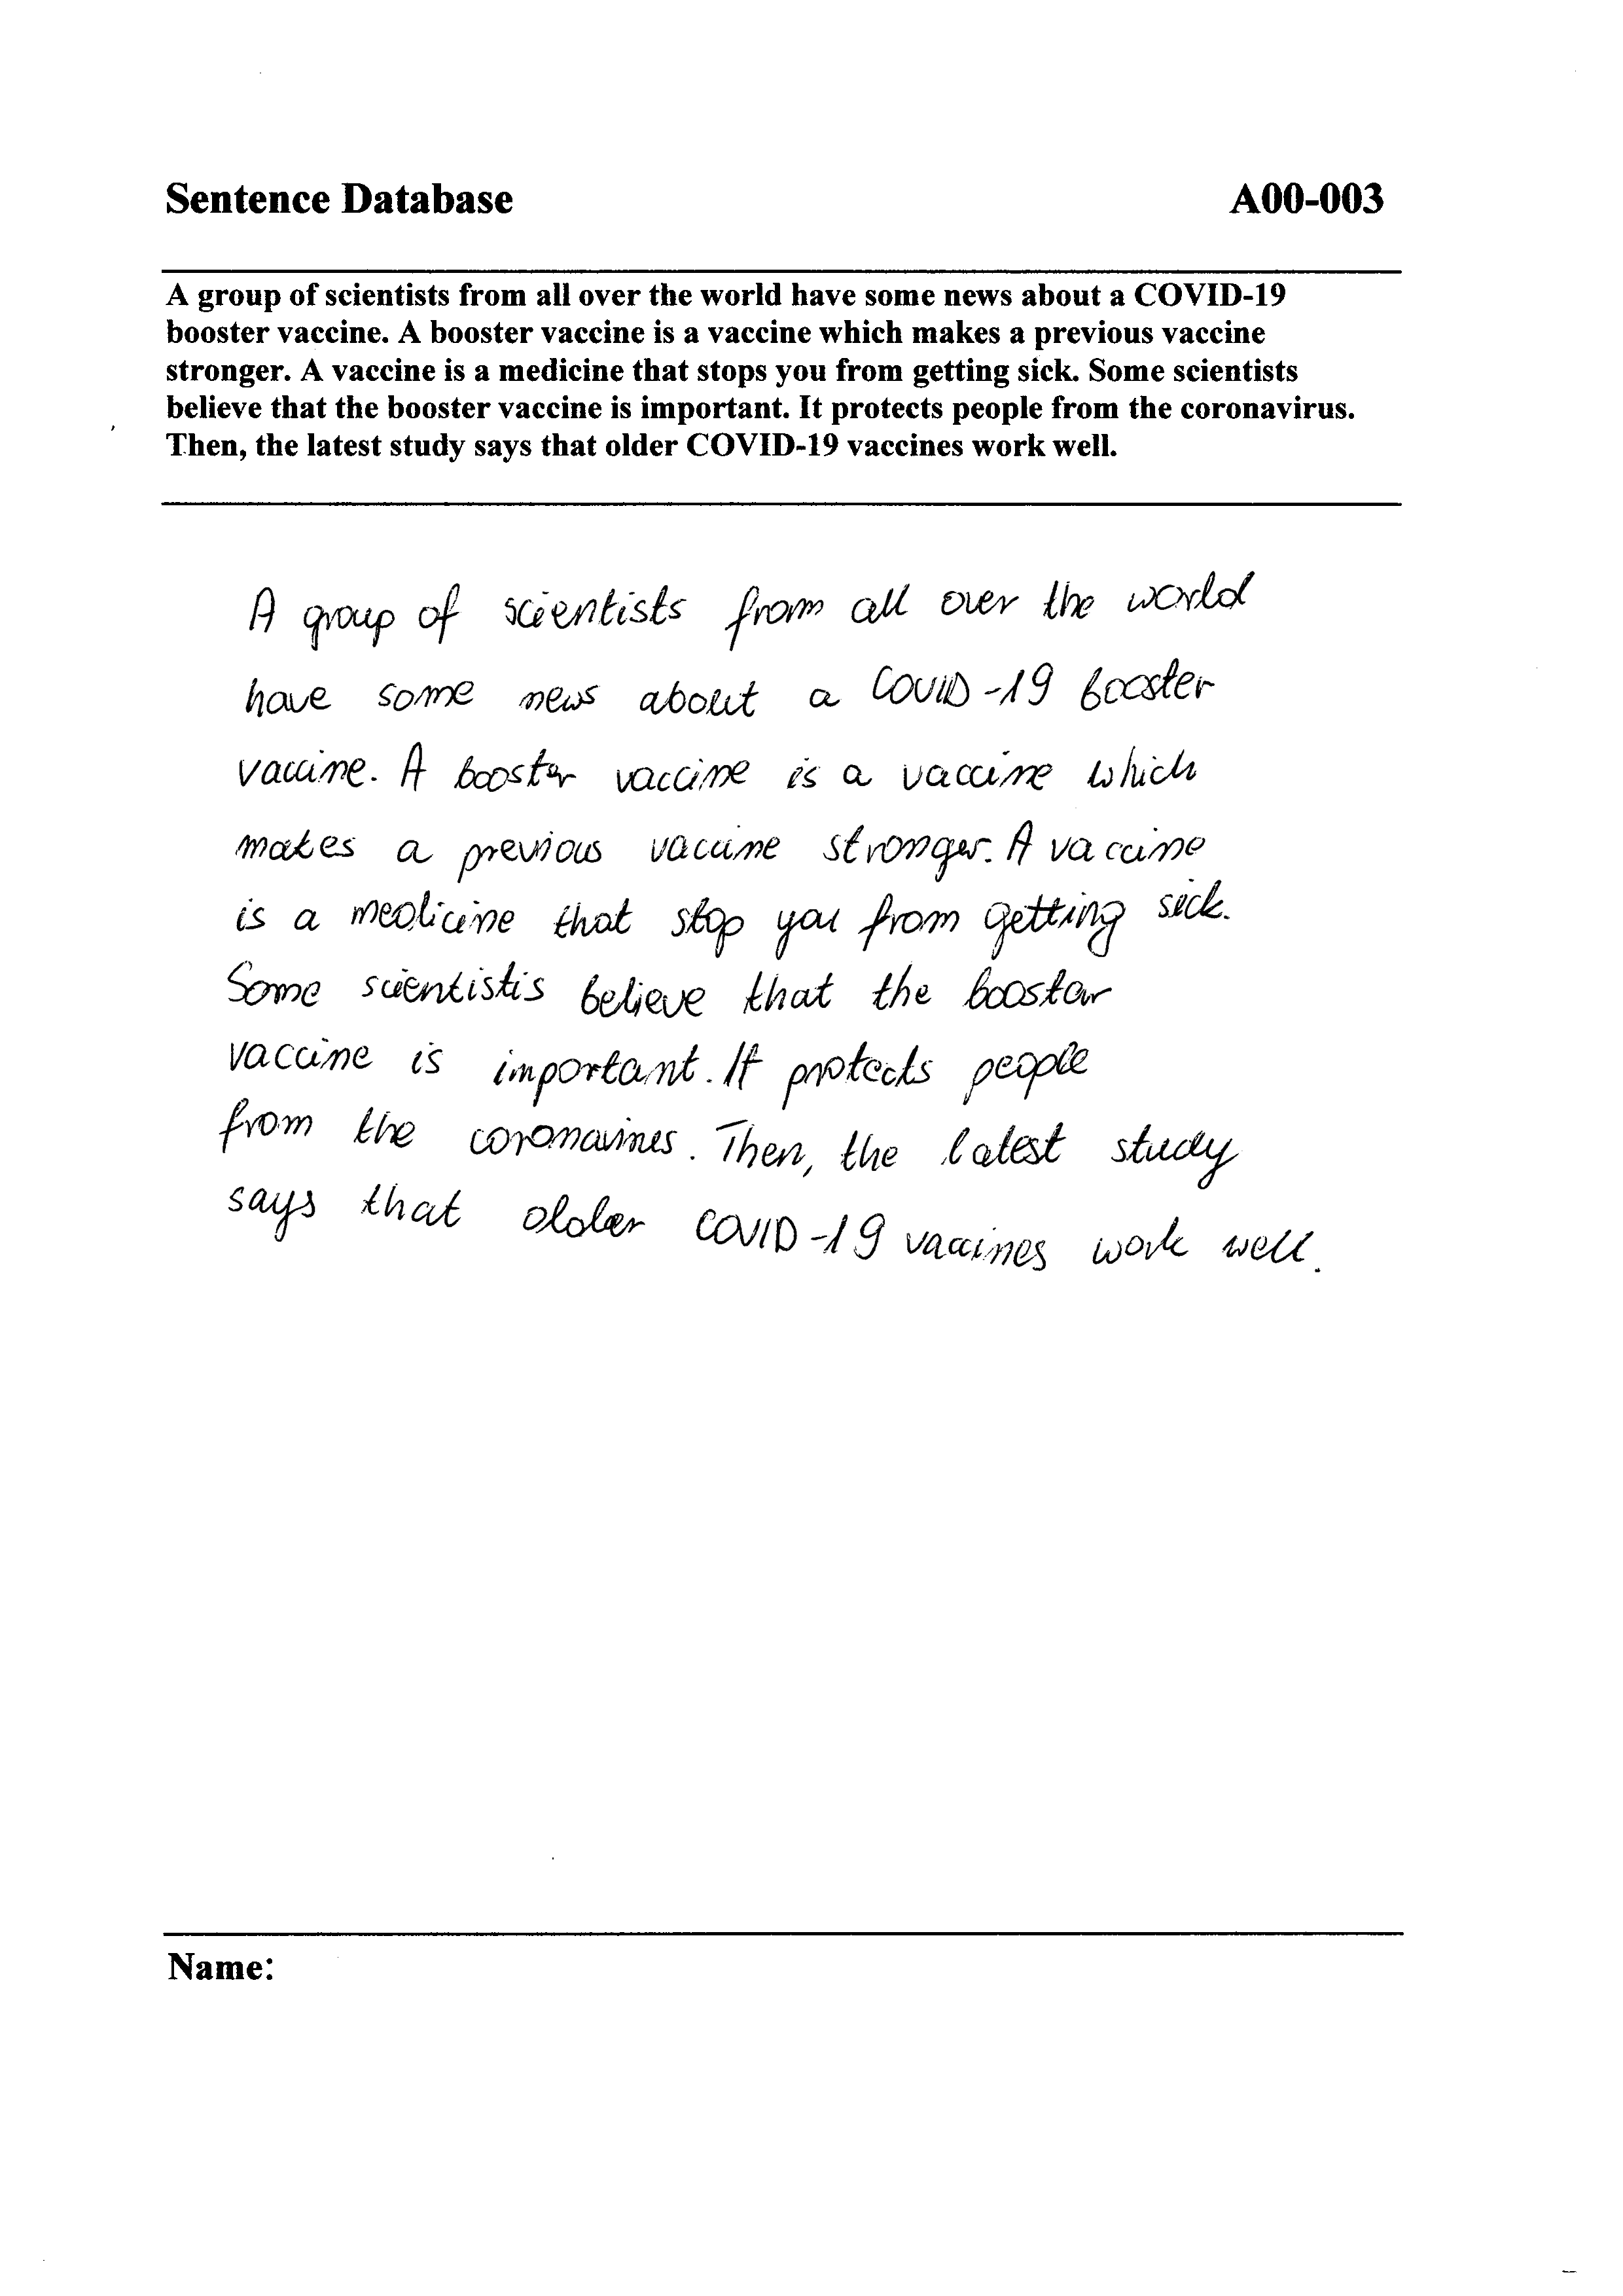 Sentence Database A00-003
A group of scientists from all over the world have some news about a COVID-19
booster vaccine. A booster vaccine is a vaccine which makes a previous vaccine
stronger. A vaccine is a medicine that stops you from getting sick. Some scientists
believe that the booster vaccine is important. It protects people from the coronavirus.
Then, the latest study says that older COVID-19 vaccines work well.
A group of scientists from all over the world
have some news about a COVID-19 booster
vaccine. A booster vaccine is a vaccine which
makes a previous vaccine stronger. A vaccine
is a medicine that stop you from getting sick.
Some scientistis believe that the booster
vaccine is important. It protects people
from the coronavirus. Then, the latest study
says that older COVID-19 vaccines work well.
Name: